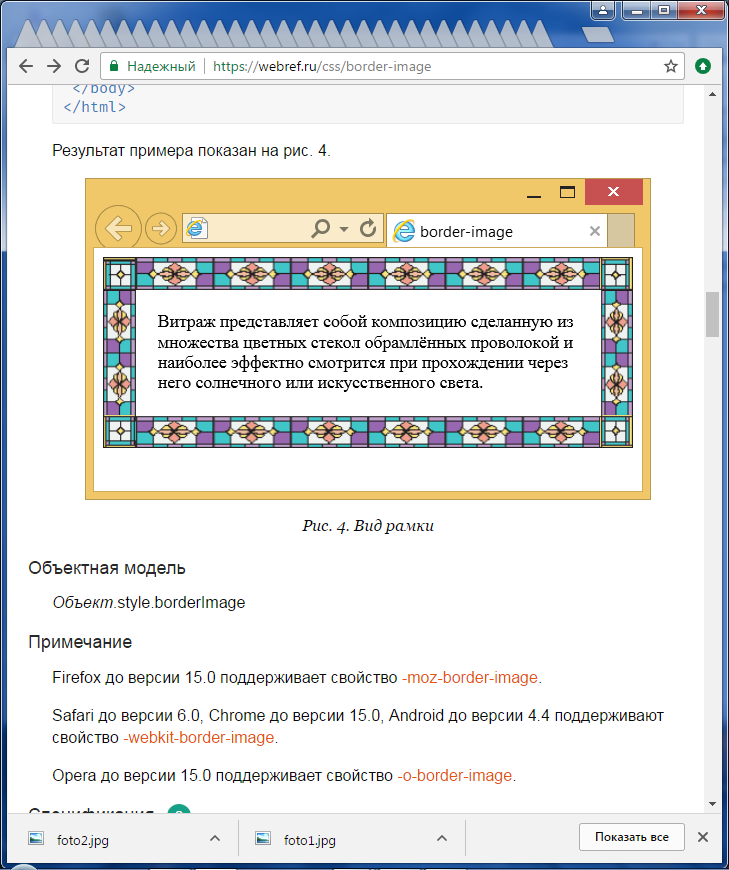 Надежный https://webref.ru/css/border-image
</body>
</html>
Результат примера показан на рис. 4.
border-image
Витраж представляет собой композицию сделанную из
множества цветных стекол обрамлённых проволокой и
наиболее эффектно смотрится при прохождении через
него солнечного или искусственного света.
Рис. 4. Вид рамки
Объектная модель
Объект.style.borderImage
Примечание
Firefox до версии 15.0 поддерживает свойство -moz-border-image.
Safari до версии 6.0, Chrome до версии 15.0, Android до версии 4.4 поддерживают
свойство -webkit-border-image.
Opera до версии 15.0 поддерживает свойство -o-border-image.
Спецификация
foto2.jpg
foto1.jpg
Показать все